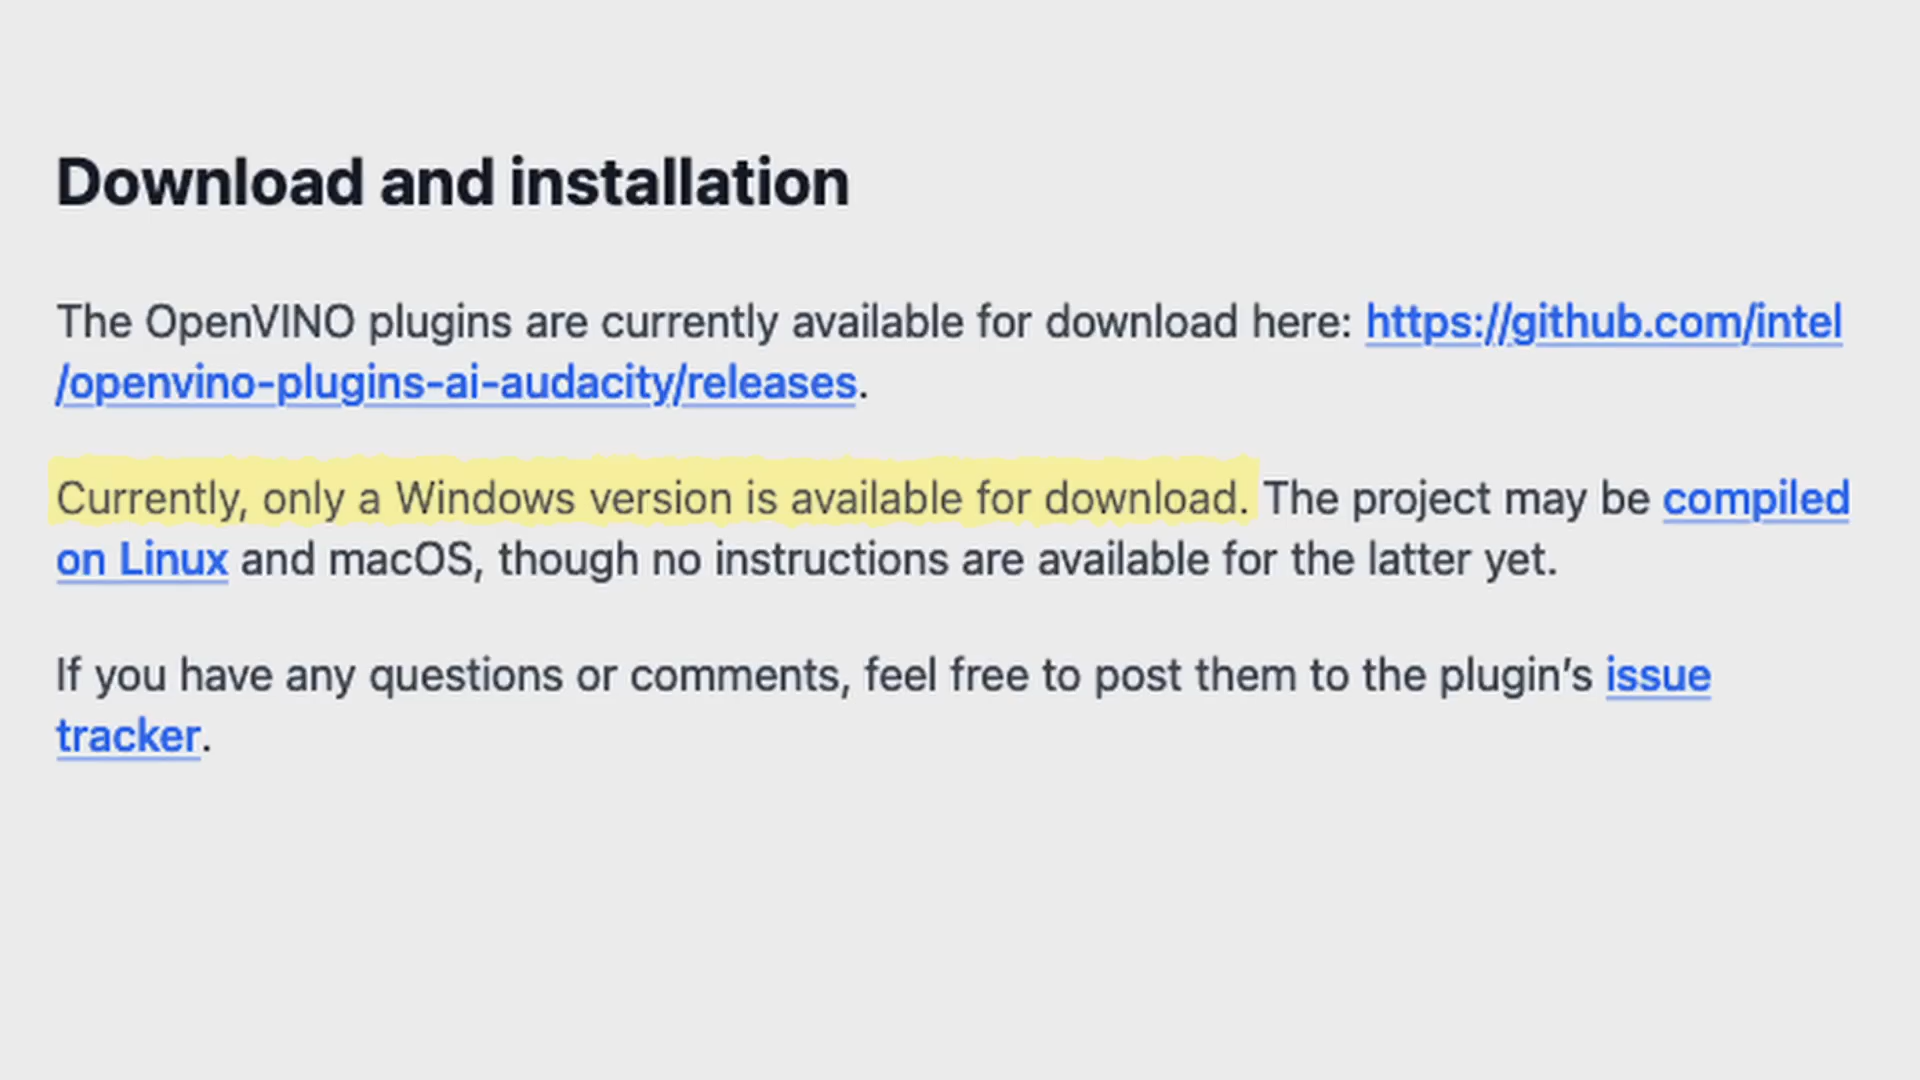 Download and installation
The OpenVINO plugins are currently available for download here: https://github.com/intel
/openvino-plugins-ai-audacity/releases.
Currently, only a Windows version is available for download. The project may be compiled
on Linux and macOS, though no instructions are available for the latter yet.
If you have any questions or comments, feel free to post them to the plugin’s issue
tracker.